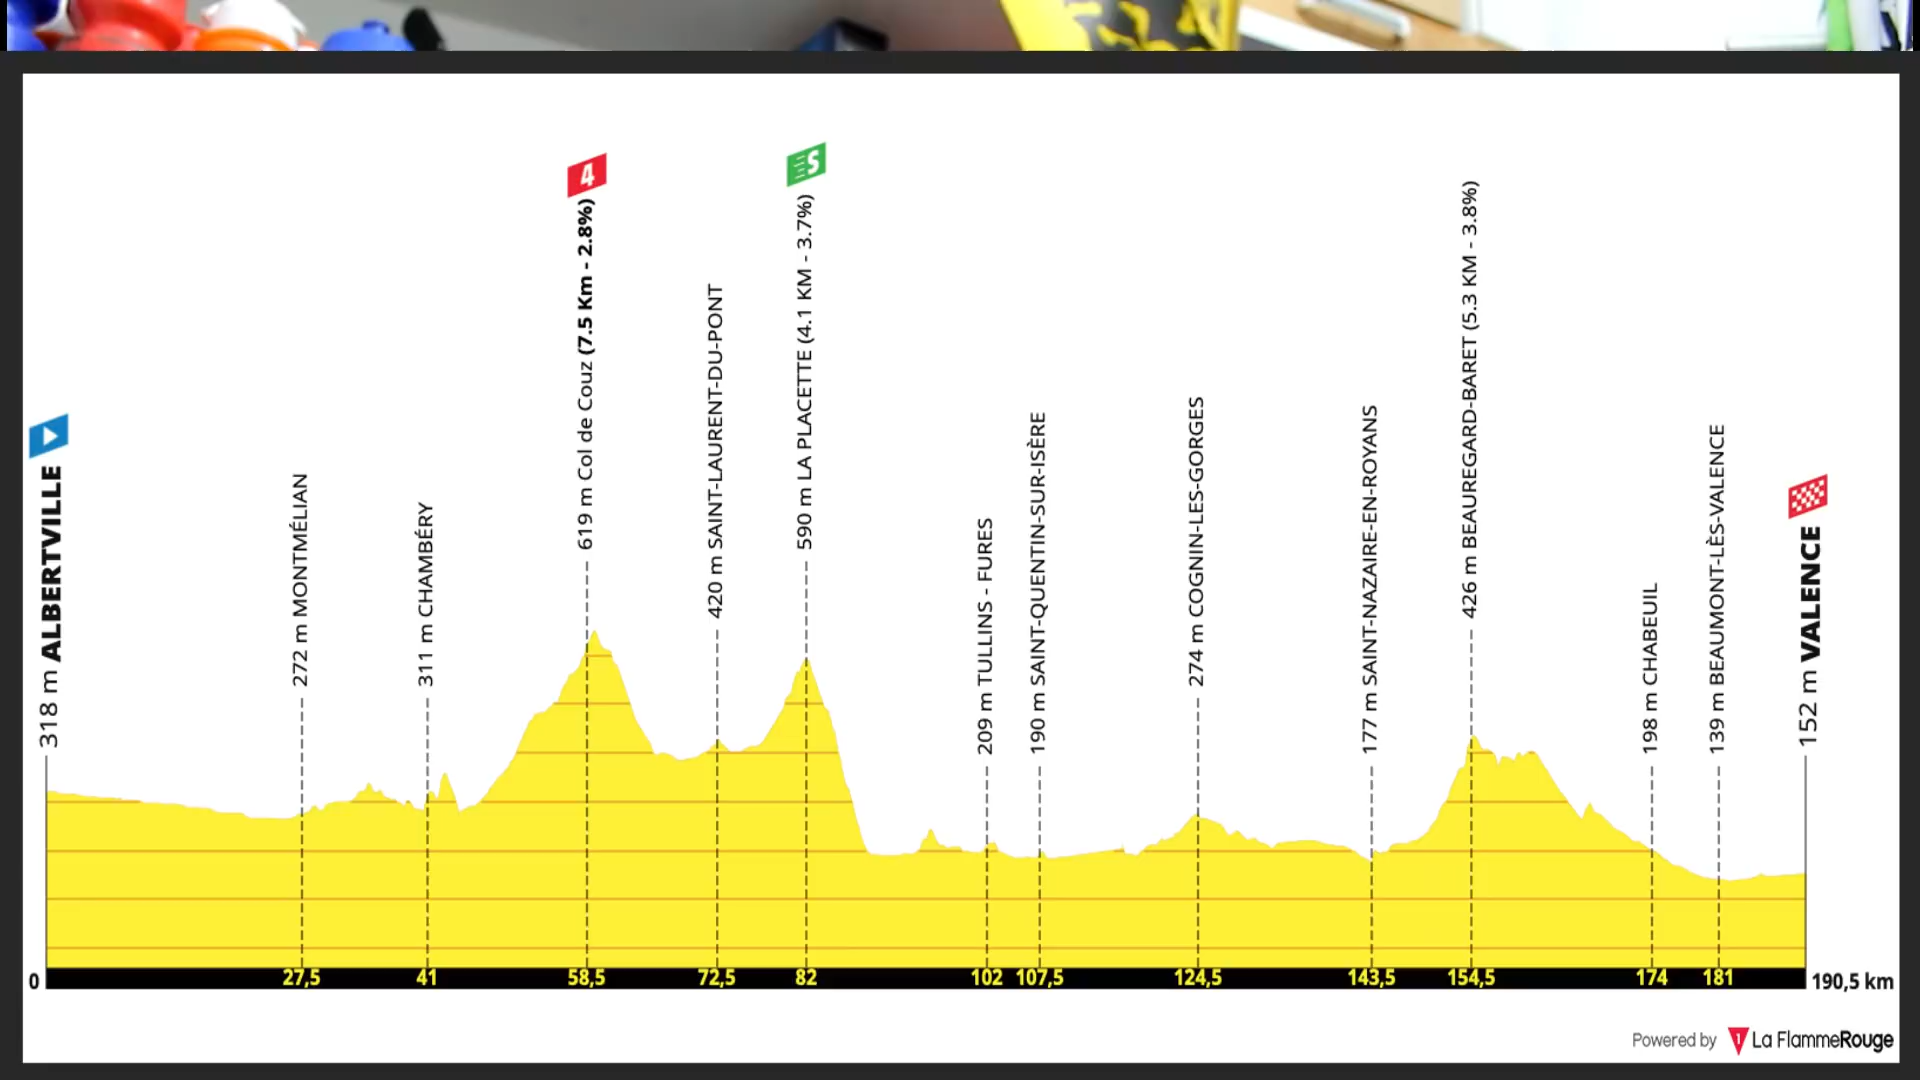 4
S
318 m ALBERTVILLE
272 m MONTMÉLIAN
311 m CHAMBÉRY
619 m Col de Couz (7.5 Km - 2.8%)
420 m SAINT-LAURENT-DU-PONT
590 m LA PLACETTE (4.1 KM - 3.7%)
209 m TULLINS - FURES
190 m SAINT-QUENTIN-SUR-ISÈRE
274 m COGNIN-LES-GORGES
177 m SAINT-NAZAIRE-EN-ROYANS
426 m BEAUREGARD-BARET (5.3 KM - 3.8%)
198 m CHABEUIL
139 m BEAUMONT-LÈS-VALENCE
152 m VALENCE
0 27,5 41 58,5 72,5 82 102 107,5 124,5 143,5 154,5 174 181 190,5 km
Powered by 1 La FlammeRouge